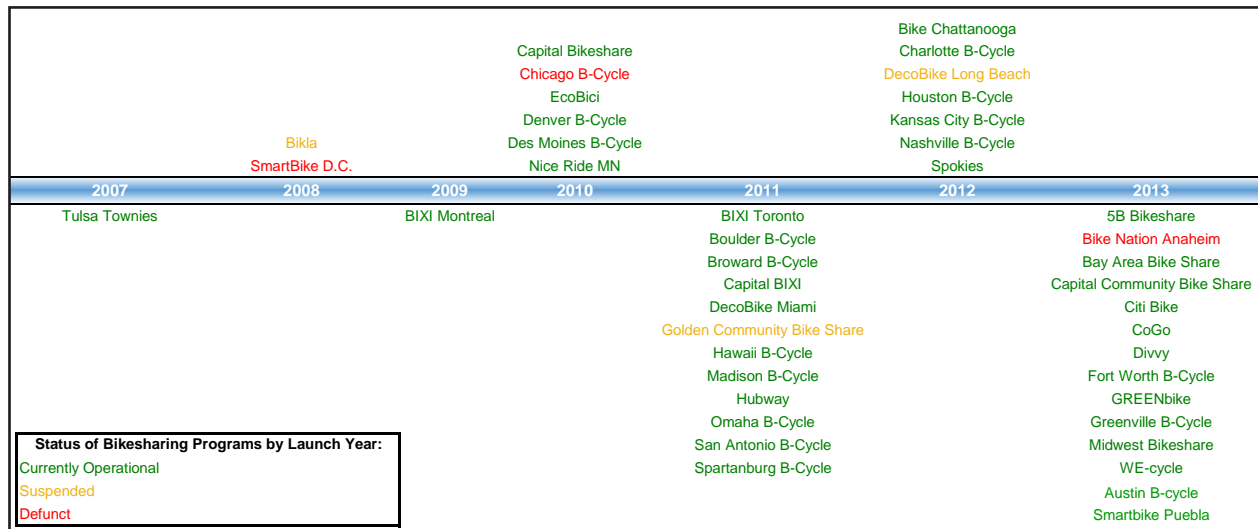 Bike Chattanooga
Capital Bikeshare
Charlotte B-Cycle
Chicago B-Cycle
DecoBike Long Beach
EcoBici
Houston B-Cycle
Denver B-Cycle
Kansas City B-Cycle
Bikla
Des Moines B-Cycle
Nashville B-Cycle
SmartBike D.C.
Nice Ride MN
Spokies
2007 2008 2009 2010 2011 2012 2013
Tulsa Townies
BIXI Montreal
BIXI Toronto
5B Bikeshare
Boulder B-Cycle
Bike Nation Anaheim
Broward B-Cycle
Bay Area Bike Share
Capital BIXI
Capital Community Bike Share
DecoBike Miami
Citi Bike
Golden Community Bike Share
CoGo
Hawaii B-Cycle
Divvy
Madison B-Cycle
Fort Worth B-Cycle
Hubway
GREENbike
Omaha B-Cycle
Greenville B-Cycle
San Antonio B-Cycle
Midwest Bikeshare
Spartanburg B-Cycle
WE-cycle
Austin B-cycle
Smartbike Puebla
Status of Bikesharing Programs by Launch Year:
Currently Operational
Suspended
Defunct